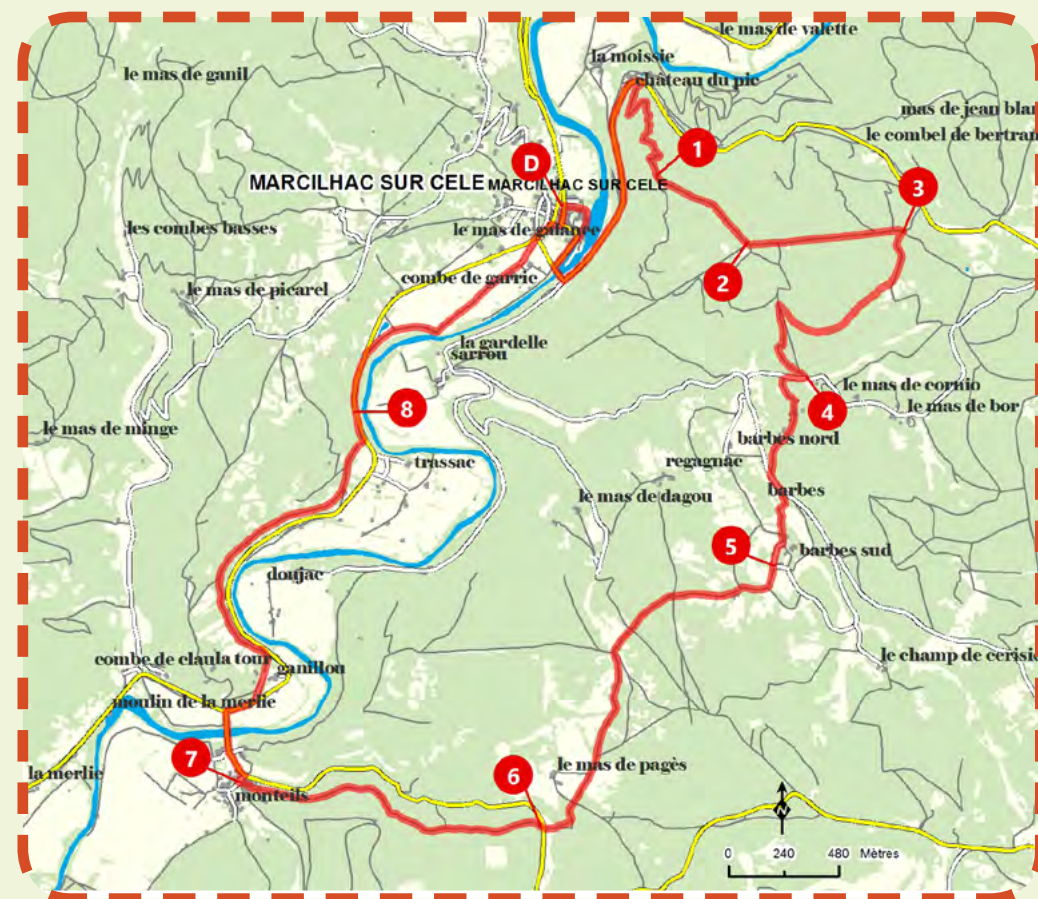 le mas de valette
la moissie
le mas de ganil
château du pic
mas de jean blan
le combel de bertran
1
D
MARCILHAC SUR CELE
MARCILHAC SUR CELE
3
les combes basses
le mas de galance
2
combe de garric
le mas de picarel
la gardelle
sarrou
le mas de cornio
8
4
le mas de bor
le mas de minge
barbes nord
trassac
regagnac
barbes
le mas de dagou
5
barbes sud
doujac
combe de claula tour
ganillou
le champ de cerisie
moulin de la merlie
7
la merlie
6
le mas de pagès
monteils
N
0 240 480 Mètres